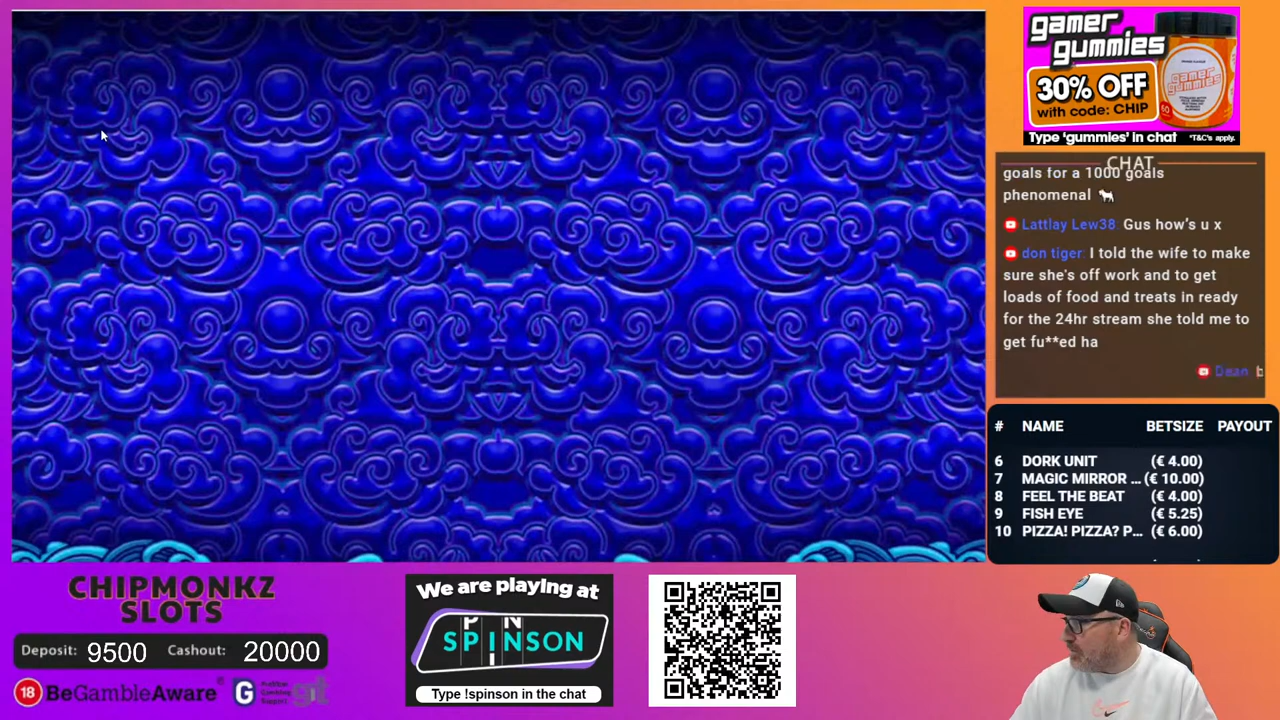 gamer
gummies
30% OFF
with code: CHIP
Type 'gummies' in chat
*T&C's apply.
CHAT
goals for a 1000 goals
phenomenal
Lattlay Lew38: Gus how's u x
don tiger: I told the wife to make
sure she's off work and to get
loads of food and treats in ready
for the 24hr stream she told me to
get fu**ed ha
Dean
# NAME BETSIZE PAYOUT
6 DORK UNIT (€ 4.00)
7 MAGIC MIRROR ... (€ 10.00)
8 FEEL THE BEAT (€ 4.00)
9 FISH EYE (€ 5.25)
10 PIZZA! PIZZA? P... (€ 6.00)
CHIPMONKZ
SLOTS
Deposit: 9500 Cashout: 20000
18 BeGambleAware
We are playing at
SPINSON
Type !spinson in the chat